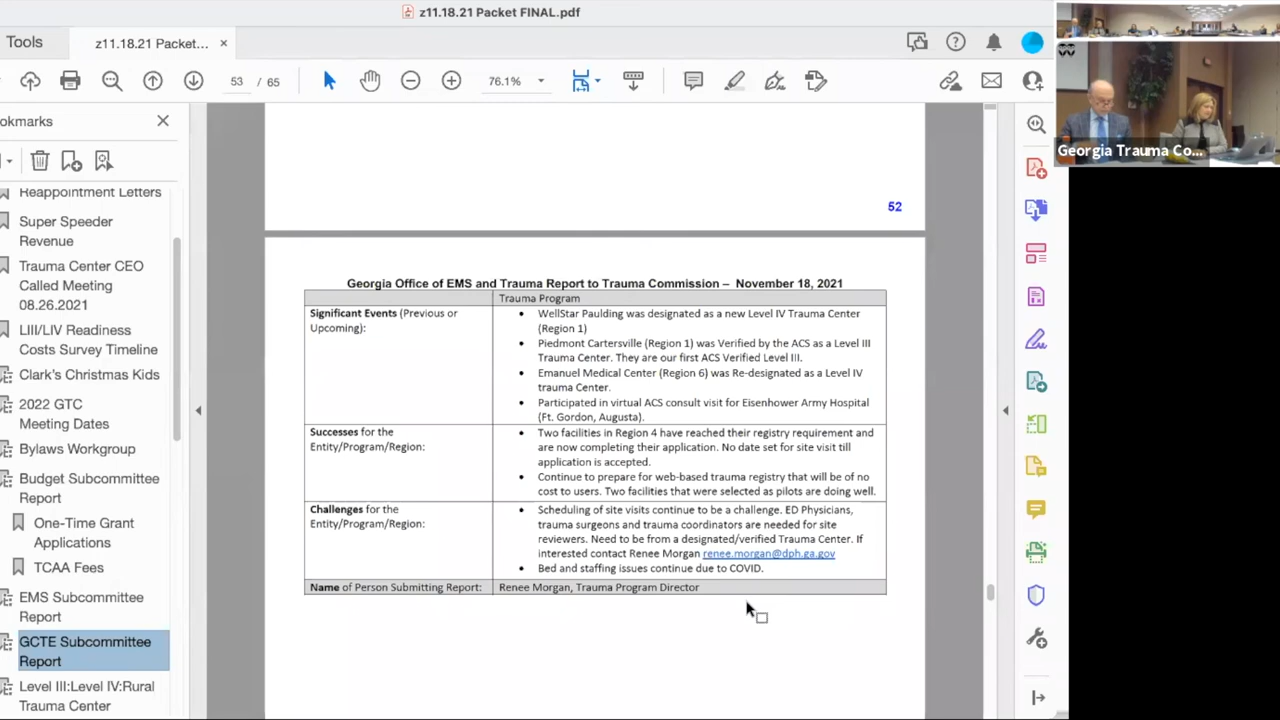 z11.18.21 Packet FINAL.pdf
Tools
z11.18.21 Packet...
53 / 65
76.1%
okmarks
Reappointment Letters
Super Speeder
Revenue
Trauma Center CEO
Called Meeting
08.26.2021
LIII/LIV Readiness
Costs Survey Timeline
Clark's Christmas Kids
2022 GTC
Meeting Dates
Bylaws Workgroup
Budget Subcommittee
Report
One-Time Grant
Applications
TCAA Fees
EMS Subcommittee
Report
GCTE Subcommittee
Report
Level III:Level IV:Rural
Trauma Center
52
Georgia Office of EMS and Trauma Report to Trauma Commission – November 18, 2021
Trauma Program
Significant Events (Previous or
Upcoming):
• WellStar Paulding was designated as a new Level IV Trauma Center
(Region 1)
• Piedmont Cartersville (Region 1) was Verified by the ACS as a Level III
Trauma Center. They are our first ACS Verified Level III.
• Emanuel Medical Center (Region 6) was Re-designated as a Level IV
trauma Center.
• Participated in virtual ACS consult visit for Eisenhower Army Hospital
(Ft. Gordon, Augusta).
Successes for the
Entity/Program/Region:
• Two facilities in Region 4 have reached their registry requirement and
are now completing their application. No date set for site visit till
application is accepted.
• Continue to prepare for web-based trauma registry that will be of no
cost to users. Two facilities that were selected as pilots are doing well.
Challenges for the
Entity/Program/Region:
• Scheduling of site visits continue to be a challenge. ED Physicians,
trauma surgeons and trauma coordinators are needed for site
reviewers. Need to be from a designated/verified Trauma Center. If
interested contact Renee Morgan renee.morgan@dph.ga.gov
• Bed and staffing issues continue due to COVID.
Name of Person Submitting Report:
Renee Morgan, Trauma Program Director
Georgia Trauma Co...